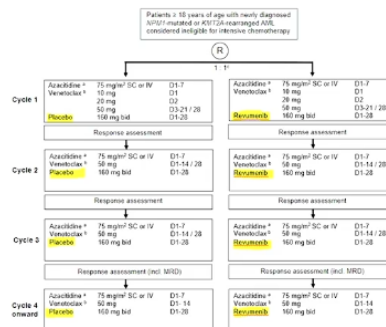 Patients ≥ 18 years of age with newly diagnosed
NPM1-mutated or KMT2A-rearranged AML
considered ineligible for intensive chemotherapy
R
1 : 1
Cycle 1
Azacitidine ᵃ 75 mg/m² SC or IV D1-7
Venetoclax ᵇ 10 mg D1
20 mg D2
50 mg D3-21 / 28
Placebo 160 mg bid D1-28
Azacitidine ᵃ 75 mg/m² SC or IV D1-7
Venetoclax ᵇ 10 mg D1
20 mg D2
50 mg D3-21 / 28
Revumenib 160 mg bid D1-28
Response assessment
Response assessment
Cycle 2
Azacitidine ᵃ 75 mg/m² SC or IV D1-7
Venetoclax ᵇ 50 mg D1-14 / 28
Placebo 160 mg bid D1-28
Azacitidine ᵃ 75 mg/m² SC or IV D1-7
Venetoclax ᵇ 50 mg D1-14 / 28
Revumenib 160 mg bid D1-28
Response assessment
Response assessment
Cycle 3
Azacitidine ᵃ 75 mg/m² SC or IV D1-7
Venetoclax ᵇ 50 mg D1-14 / 28
Placebo 160 mg bid D1-28
Azacitidine ᵃ 75 mg/m² SC or IV D1-7
Venetoclax ᵇ 50 mg D1-14 / 28
Revumenib 160 mg bid D1-28
Response assessment (incl. MRD)
Response assessment (incl. MRD)
Cycle 4
onward
Azacitidine ᵃ 75 mg/m² SC or IV D1-7
Venetoclax ᵇ 50 mg D1- 14
Placebo 160 mg bid D1-28
Azacitidine ᵃ 75 mg/m² SC or IV D1-7
Venetoclax ᵇ 50 mg D1-14
Revumenib 160 mg bid D1-28